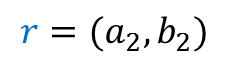 r = (a₂, b₂)